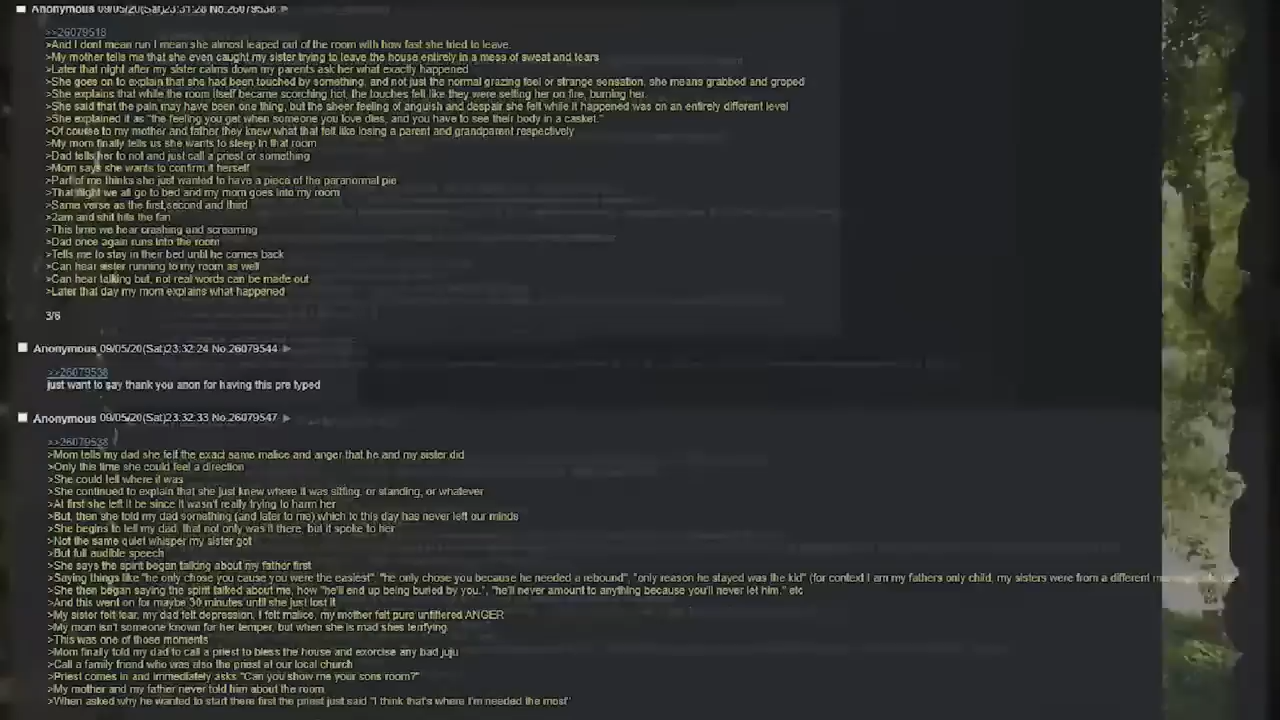 Anonymous 09/05/20(Sat)23:31:28 No.26079538
>>26079518
>And I dont mean run I mean she almost leaped out of the room with how fast she tried to leave.
>My mother tells me that she even caught my sister trying to leave the house entirely in a mess of sweat and tears
>Later that night after my sister calms down my parents ask her what exactly happened
>She goes on to explain that she had been touched by something, and not just the normal grazing feel or strange sensation, she means grabbed and groped
>She explains that while the room itself became scorching hot, the touches felt like they were setting her on fire, burning her.
>She said that the pain may have been one thing, but the sheer feeling of anguish and despair she felt while it happened was on an entirely different level
>She explained it as "the feeling you get when someone you love dies, and you have to see their body in a casket."
>Of course to my mother and father they knew what that felt like losing a parent and grandparent respectively
>My mom finally tells us she wants to sleep in that room
>Dad tells her to not and just call a priest or something
>Mom says she wants to confirm it herself
>Part of me thinks she just wanted to have a piece of the paranormal pie
>That night we all go to bed and my mom goes into my room
>Same verse as the first,second and third
>2am and shit hits the fan
>This time we hear crashing and screaming
>Dad once again runs into the room
>Tells me to stay in their bed until he comes back
>Can hear sister running to my room as well
>Can hear talking but, not real words can be made out
>Later that day my mom explains what happened
3/6
Anonymous 09/05/20(Sat)23:32:24 No.26079544
>>26079538
just want to say thank you anon for having this pre typed
Anonymous 09/05/20(Sat)23:32:33 No.26079547
>>26079538
>Mom tells my dad she felt the exact same malice and anger that he and my sister did
>Only this time she could feel a direction
>She could tell where it was
>She continued to explain that she just knew where it was sitting, or standing, or whatever
>At first she left it be since it wasn't really trying to harm her
>But, then she told my dad something (and later to me) which to this day has never left our minds
>She begins to tell my dad, that not only was it there, but it spoke to her
>Not the same quiet whisper my sister got
>But full audible speech
>She says the spirit began talking about my father first
>Saying things like "he only chose you cause you were the easiest", "he only chose you because he needed a rebound", "only reason he stayed was the kid" (for context I am my fathers only child, my sisters were from a different
>She then began saying the spirit talked about me, how "he'll end up being buried by you.", "he'll never amount to anything because you'll never let him." etc
>And this went on for maybe 30 minutes until she just lost it
>My sister felt fear, my dad felt depression, I felt malice, my mother felt pure unfiltered ANGER
>My mom isn't someone known for her temper, but when she is mad shes terrifying.
>This was one of those moments
>Mom finally told my dad to call a priest to bless the house and exorcise any bad juju
>Call a family friend who was also the priest at our local church
>Priest comes in and immediately asks "Can you show me your sons room?"
>My mother and my father never told him about the room
>When asked why he wanted to start there first the priest just said "I think that's where I'm needed the most"